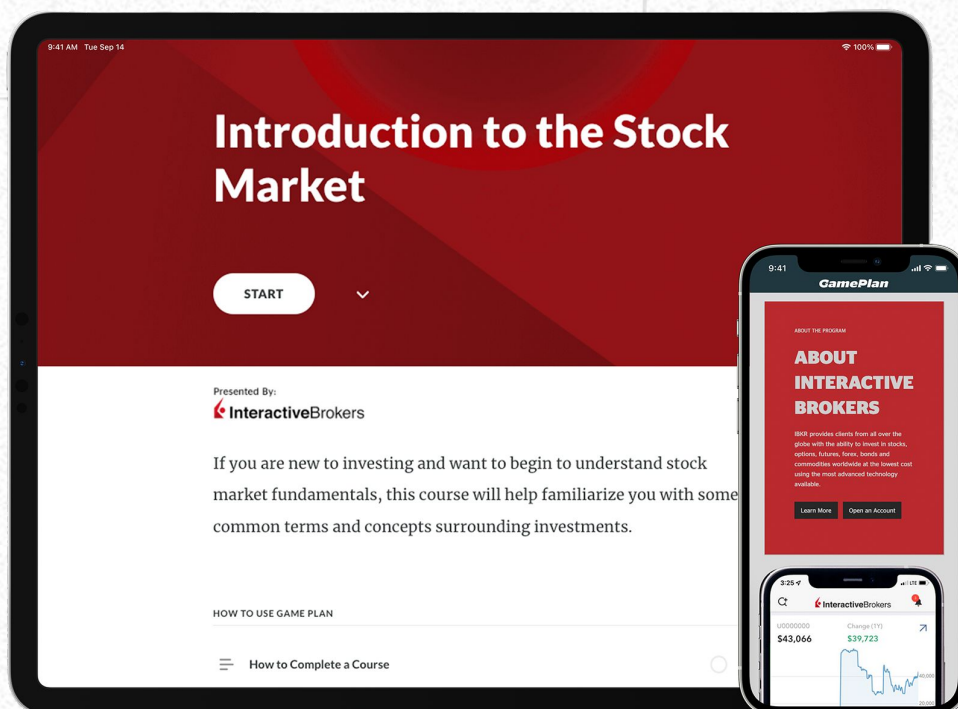 9:41 AM Tue Sep 14
100%
Introduction to the Stock
Market
START
Presented By:
InteractiveBrokers
If you are new to investing and want to begin to understand stock
market fundamentals, this course will help familiarize you with some
common terms and concepts surrounding investments.
HOW TO USE GAME PLAN
How to Complete a Course
9:41
GamePlan
ABOUT THE PROGRAM
ABOUT
INTERACTIVE
BROKERS
IBKR provides clients from all over the
globe with the ability to invest in stocks,
options, futures, forex, bonds and
commodities worldwide at the lowest cost
using the most advanced technology
available.
Learn More Open an Account
3:25 LTE
InteractiveBrokers
U0000000 Change (1Y)
$43,066 $39,723
40.000
20.000